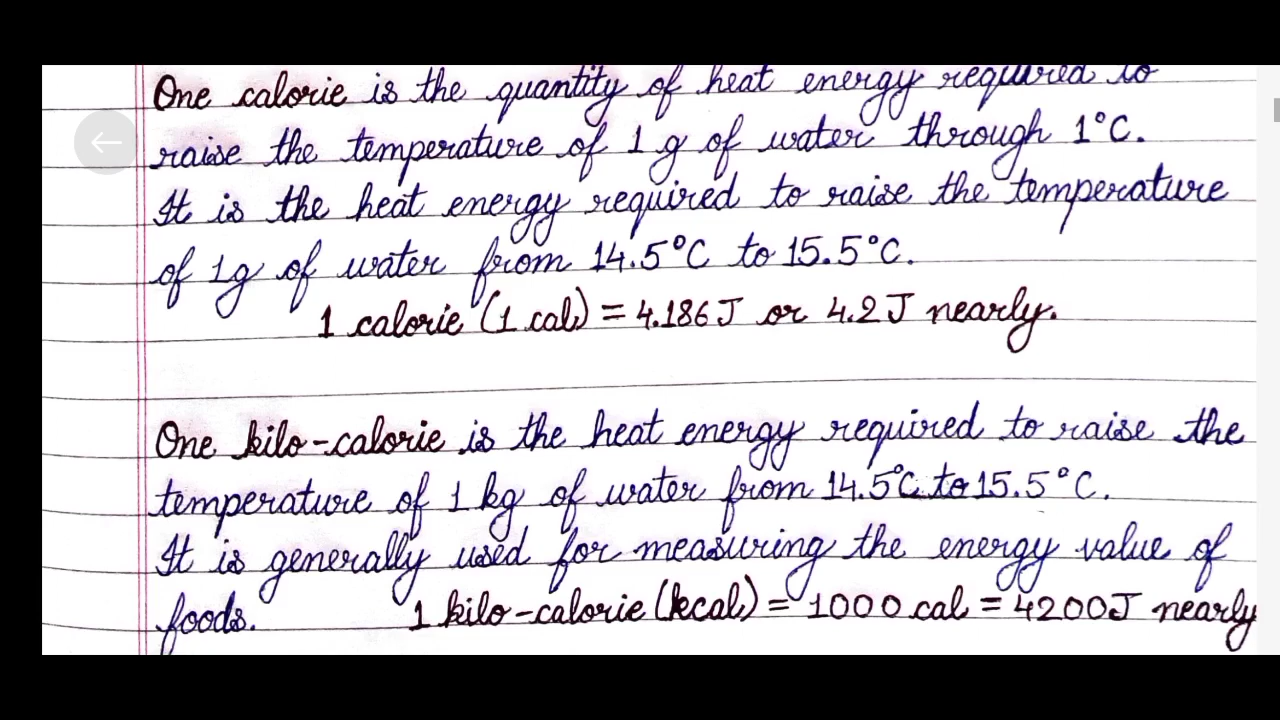 One calorie is the quantity of heat energy required to
raise the temperature of 1 g of water through 1°C.
It is the heat energy required to raise the temperature
of 1g of water from 14.5°C to 15.5°C.
1 calorie (1 cal) = 4.186 J or 4.2 J nearly.
One kilo-calorie is the heat energy required to raise the
temperature of 1 kg of water from 14.5°C to 15.5°C.
It is generally used for measuring the energy value of
foods. 1 kilo-calorie (kcal) = 1000 cal = 4200J nearly